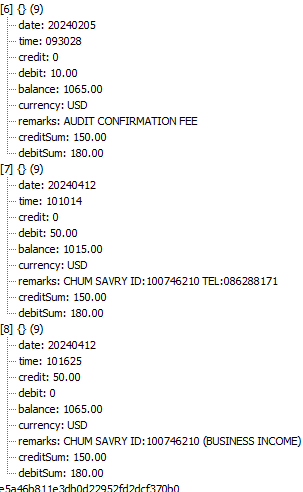 [6] {} (9)
date: 20240205
time: 093028
credit: 0
debit: 10.00
balance: 1065.00
currency: USD
remarks: AUDIT CONFIRMATION FEE
creditSum: 150.00
debitSum: 180.00
[7] {} (9)
date: 20240412
time: 101014
credit: 0
debit: 50.00
balance: 1015.00
currency: USD
remarks: CHUM SAVRY ID:100746210 TEL:086288171
creditSum: 150.00
debitSum: 180.00
[8] {} (9)
date: 20240412
time: 101625
credit: 50.00
debit: 0
balance: 1065.00
currency: USD
remarks: CHUM SAVRY ID:100746210 (BUSINESS INCOME)
creditSum: 150.00
debitSum: 180.00